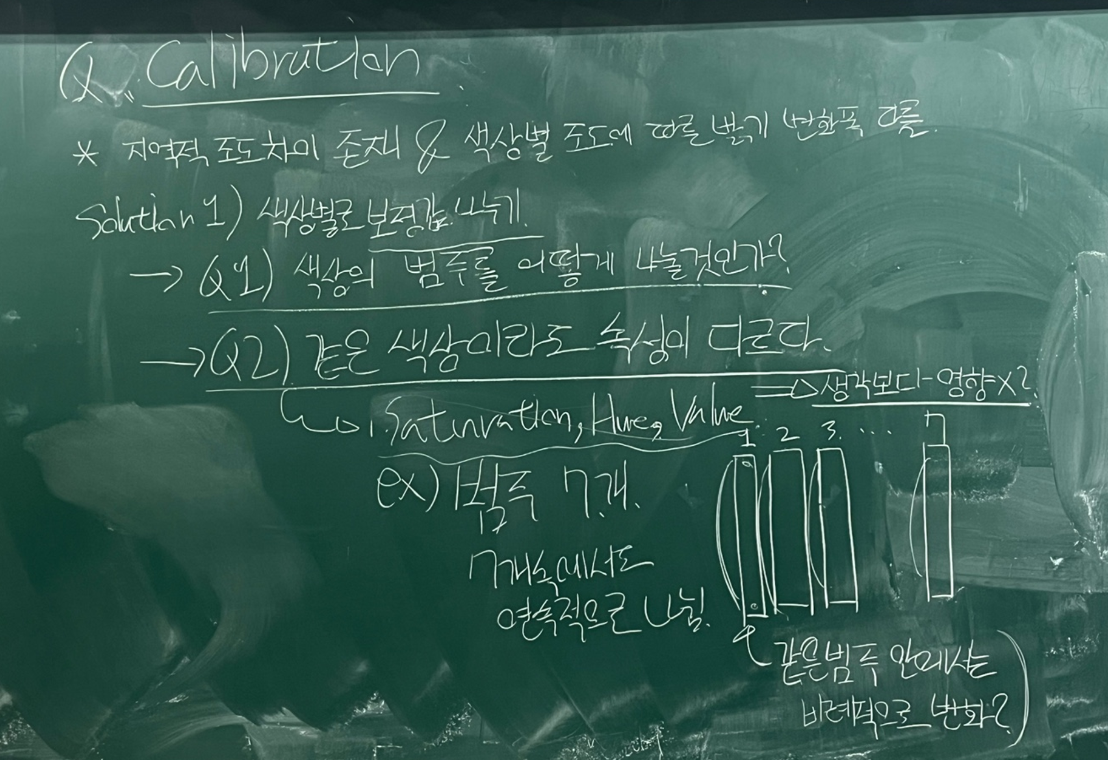 Q. Calibration.
* 지역적 포도차이 존재 & 색상별 포도에 따른 밝기 변화폭 다름.
Solution 1) 색상별로 보정값 나누기.
→ Q1) 색상의 범주를 어떻게 나눌것인가?
→ Q2) 같은 색상이라도 속성이 다르다.
Saturation, Hue, Value
⇒ 생각보다 영향 x?
ex) 범주 7개.
7개속에서도
연속적으로 나뉨.
1 2 3 ... 7
같은범주 안에서는
비례적으로 변화?